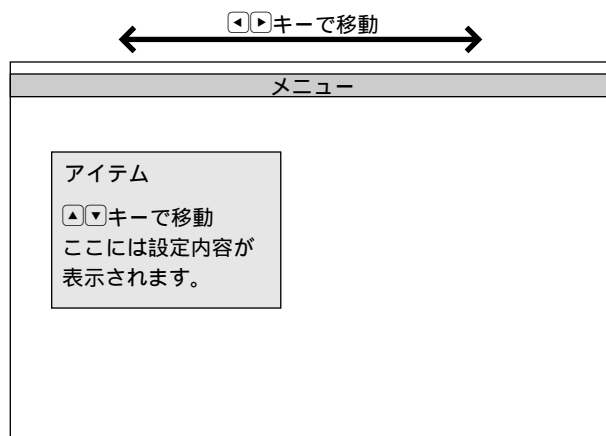 ◀▶キーで移動
メニュー
アイテム
▲▼キーで移動
ここには設定内容が
表示されます。